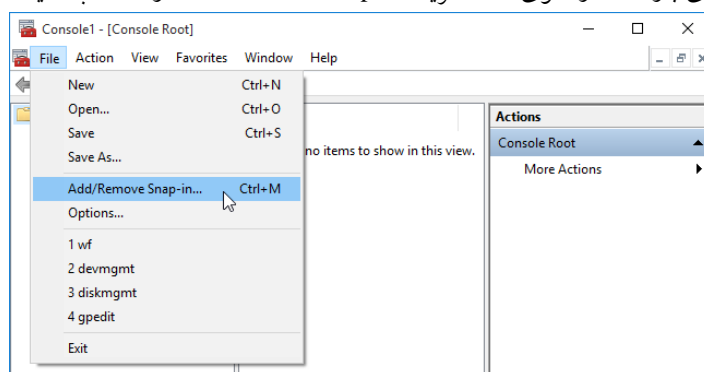 Console1 - [Console Root]
File Action View Favorites Window Help
New Ctrl+N
Open... Ctrl+O
Save Ctrl+S
Save As...
Add/Remove Snap-in... Ctrl+M
Options...
1 wf
2 devmgmt
3 diskmgmt
4 gpedit
Exit
no items to show in this view.
Actions
Console Root
More Actions